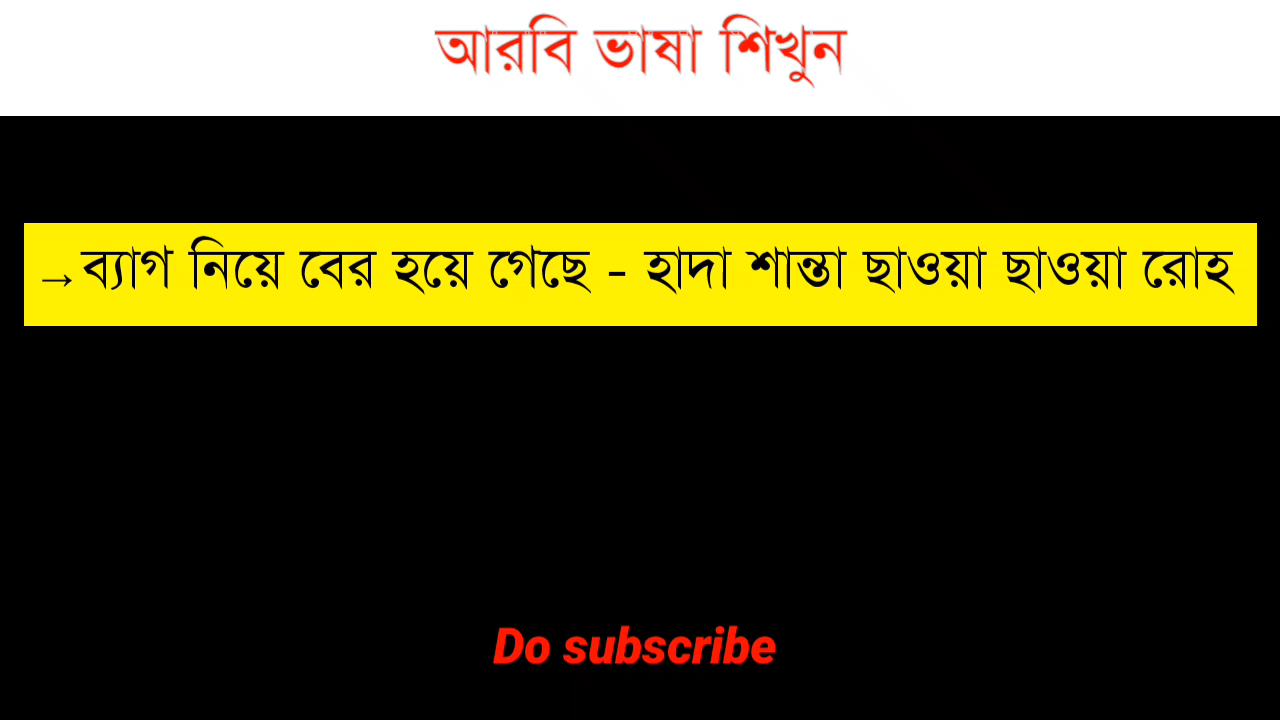 আরবি ভাষা শিখুন
→ব্যাগ নিয়ে বের হয়ে গেছে - হাদা শান্তা ছাওয়া ছাওয়া রোহ
Do subscribe